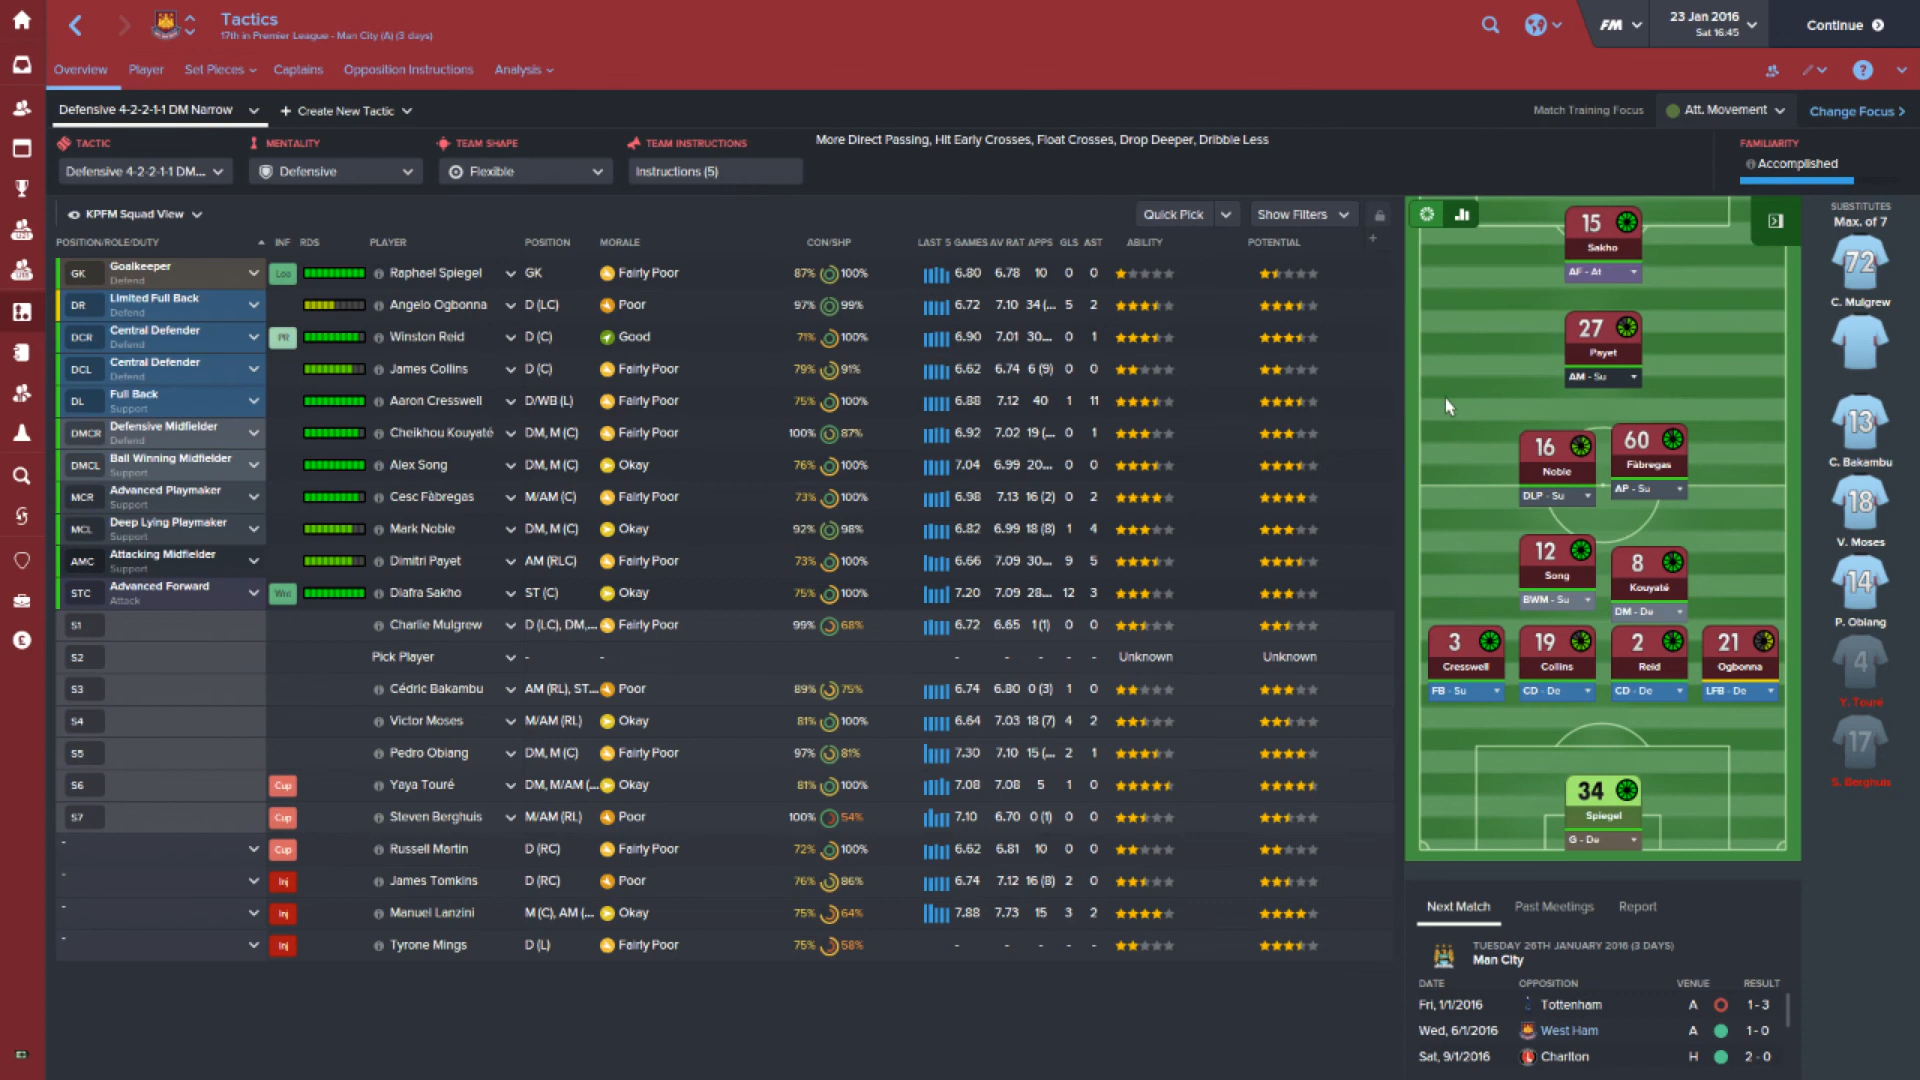 Tactics
17th in Premier League - Man City (A) (3 days)
FM
23 Jan 2016
Sat 16:45
Continue
Overview Player Set Pieces Captains Opposition Instructions Analysis
Defensive 4-2-2-1-1 DM Narrow + Create New Tactic
Match Training Focus Att. Movement Change Focus >
TACTIC MENTALITY TEAM SHAPE TEAM INSTRUCTIONS
Defensive 4-2-2-1-1 DM... Defensive Flexible Instructions (5)
More Direct Passing, Hit Early Crosses, Float Crosses, Drop Deeper, Dribble Less
FAMILIARITY
Accomplished
KPFM Squad View Quick Pick Show Filters
POSITION/ROLE/DUTY INF RDS PLAYER POSITION MORALE CON/SHP LAST 5 GAMES AV RAT APPS GLS AST ABILITY POTENTIAL
GK Goalkeeper Defend Loa Raphael Spiegel GK Fairly Poor 87% 100% 6.80 6.78 10 0 0
DR Limited Full Back Defend Angelo Ogbonna D (LC) Poor 97% 99% 6.72 7.10 34 (... 5 2
DCR Central Defender Defend PR Winston Reid D (C) Good 71% 100% 6.90 7.01 30... 0 1
DCL Central Defender Defend James Collins D (C) Fairly Poor 79% 91% 6.62 6.74 6 (9) 0 0
DL Full Back Support Aaron Cresswell D/WB (L) Fairly Poor 75% 100% 6.88 7.12 40 1 11
DMCR Defensive Midfielder Defend Cheikhou Kouyaté DM, M (C) Fairly Poor 100% 87% 6.92 7.02 19 (... 0 1
DMCL Ball Winning Midfielder Support Alex Song DM, M (C) Okay 76% 100% 7.04 6.99 20... 0 0
MCR Advanced Playmaker Support Cesc Fàbregas M/AM (C) Fairly Poor 73% 100% 6.98 7.13 16 (2) 0 2
MCL Deep Lying Playmaker Support Mark Noble DM, M (C) Okay 92% 98% 6.82 6.99 18 (8) 1 4
AMC Attacking Midfielder Support Dimitri Payet AM (RLC) Fairly Poor 73% 100% 6.66 7.09 30... 9 5
STC Advanced Forward Attack Wnt Diafra Sakho ST (C) Okay 75% 100% 7.20 7.09 28... 12 3
S1 Charlie Mulgrew D (LC), DM,... Fairly Poor 99% 68% 6.72 6.65 1 (1) 0 0
S2 Pick Player - - - - - - Unknown Unknown
S3 Cédric Bakambu AM (RL), ST... Poor 89% 75% 6.74 6.80 0 (3) 1 0
S4 Victor Moses M/AM (RL) Okay 81% 100% 6.64 7.03 18 (7) 4 2
S5 Pedro Obiang DM, M (C) Fairly Poor 97% 81% 7.30 7.10 15 (... 2 1
S6 Cup Yaya Touré DM, M/AM (... Okay 81% 100% 7.08 7.08 5 1 0
S7 Cup Steven Berghuis M/AM (RL) Poor 100% 54% 7.10 6.70 0 (1) 0 0
- Cup Russell Martin D (RC) Fairly Poor 72% 100% 6.62 6.81 10 0 0
- Inj James Tomkins D (RC) Poor 76% 86% 6.74 7.12 16 (8) 2 0
- Inj Manuel Lanzini M (C), AM (... Okay 75% 64% 7.88 7.73 15 3 2
- Inj Tyrone Mings D (L) Fairly Poor 75% 58% - - - - -
15
Sakho
AF - At
27
Payet
AM - Su
16 60
Noble Fàbregas
DLP - Su AP - Su
12 8
Song Kouyaté
BWM - Su DM - De
3 19 2 21
Cresswell Collins Reid Ogbonna
FB - Su CD - De CD - De LFB - De
34
Spiegel
G - De
SUBSTITUTES
Max. of 7
72
C. Mulgrew
13
C. Bakambu
18
V. Moses
14
P. Obiang
4
Y. Touré
17
S. Berghuis
Next Match Past Meetings Report
TUESDAY 26TH JANUARY 2016 (3 DAYS)
Man City
DATE OPPOSITION VENUE RESULT
Fri, 1/1/2016 Tottenham A 1 - 3
Wed, 6/1/2016 West Ham A 1 - 0
Sat, 9/1/2016 Charlton H 2 - 0